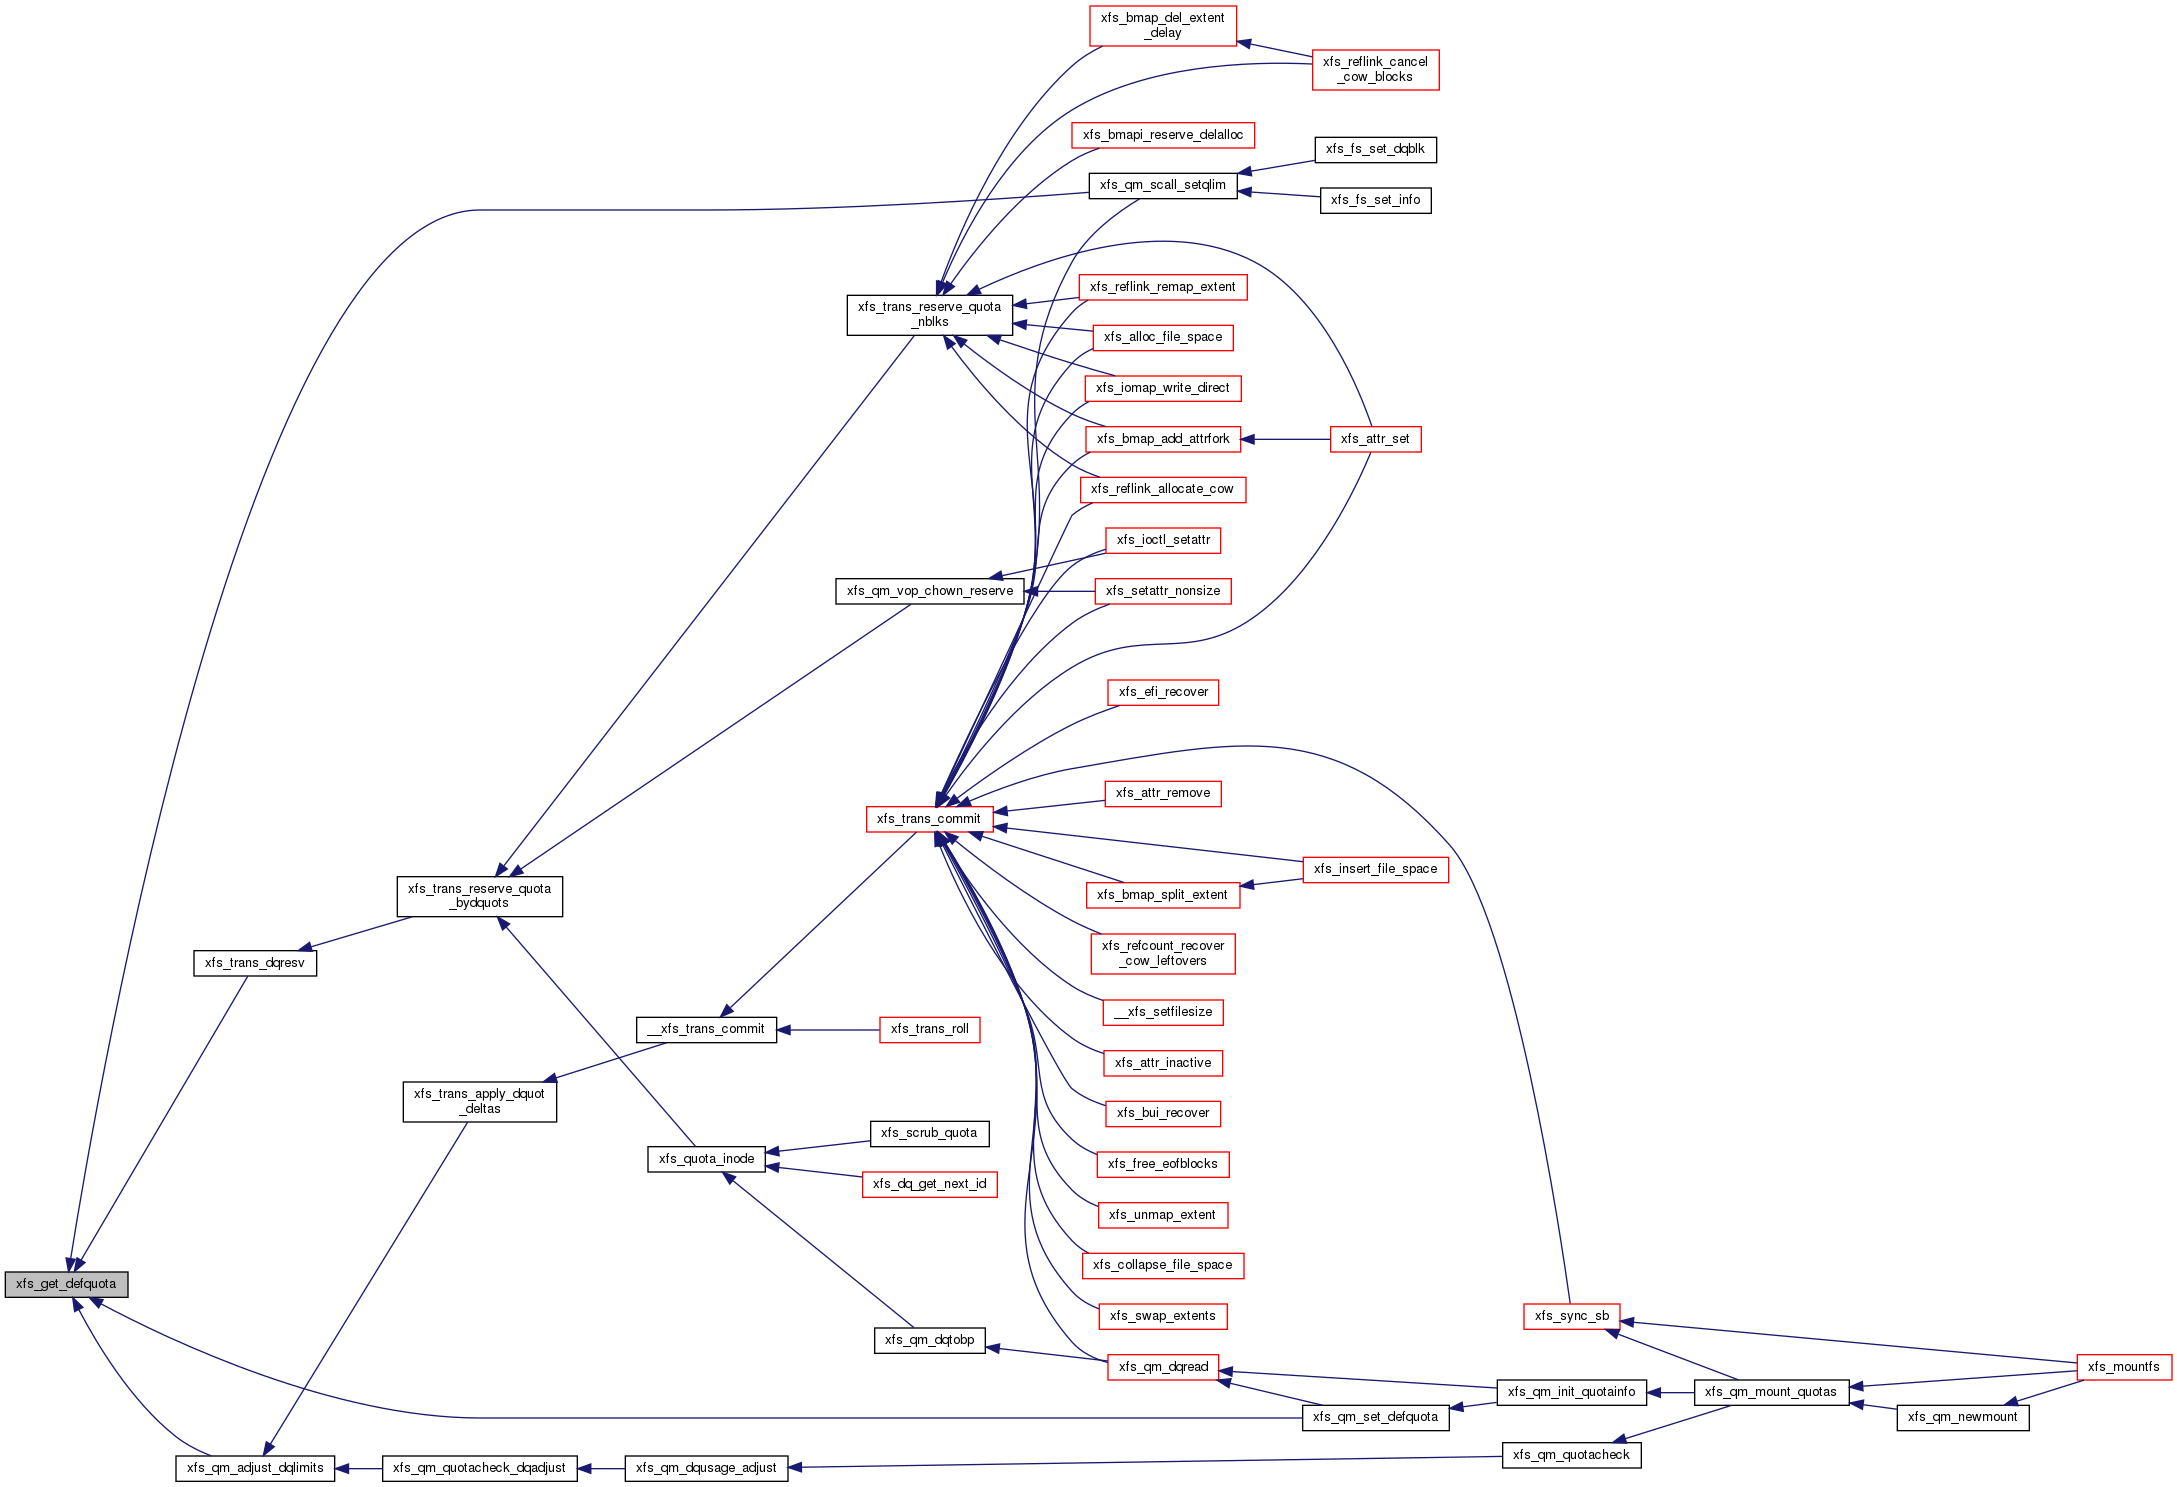 xfs_bmap_del_extent
_delay
xfs_reflink_cancel
_cow_blocks
xfs_bmapi_reserve_delalloc
xfs_fs_set_dqblk
xfs_qm_scall_setqlim
xfs_fs_set_info
xfs_reflink_remap_extent
xfs_trans_reserve_quota
_nblks
xfs_alloc_file_space
xfs_iomap_write_direct
xfs_bmap_add_attrfork
xfs_attr_set
xfs_reflink_allocate_cow
xfs_ioctl_setattr
xfs_qm_vop_chown_reserve
xfs_setattr_nonsize
xfs_efi_recover
xfs_attr_remove
xfs_trans_commit
xfs_insert_file_space
xfs_bmap_split_extent
xfs_trans_reserve_quota
_bydquots
xfs_refcount_recover
_cow_leftovers
xfs_trans_dqresv
__xfs_setfilesize
__xfs_trans_commit
xfs_trans_roll
xfs_attr_inactive
xfs_trans_apply_dquot
_deltas
xfs_bui_recover
xfs_scrub_quota
xfs_quota_inode
xfs_free_eofblocks
xfs_dq_get_next_id
xfs_unmap_extent
xfs_collapse_file_space
xfs_get_defquota
xfs_swap_extents
xfs_sync_sb
xfs_qm_dqtobp
xfs_qm_dqread
xfs_mountfs
xfs_qm_init_quotainfo
xfs_qm_mount_quotas
xfs_qm_set_defquota
xfs_qm_newmount
xfs_qm_quotacheck
xfs_qm_adjust_dqlimits
xfs_qm_quotacheck_dqadjust
xfs_qm_dqusage_adjust